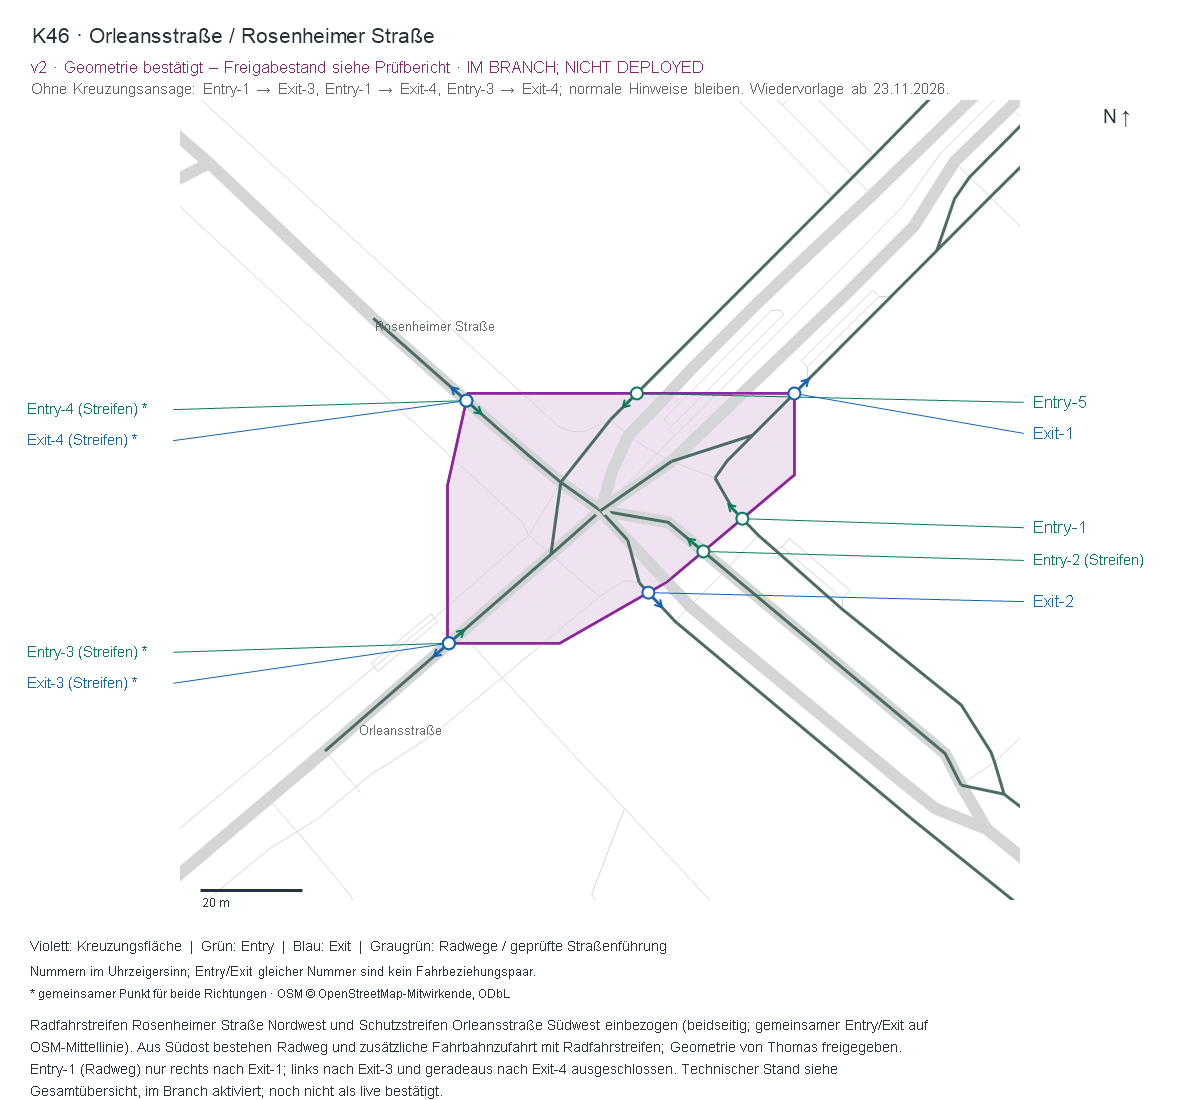 K46 · Orleansstraße / Rosenheimer Straße
v2 · Geometrie bestätigt – Freigabestand siehe Prüfbericht · IM BRANCH; NICHT DEPLOYED
Ohne Kreuzungsansage: Entry-1 → Exit-3, Entry-1 → Exit-4, Entry-3 → Exit-4; normale Hinweise bleiben. Wiedervorlage ab 23.11.2026.
N ↑
Rosenheimer Straße
Entry-4 (Streifen) *
Exit-4 (Streifen) *
Entry-5
Exit-1
Entry-1
Entry-2 (Streifen)
Exit-2
Entry-3 (Streifen) *
Exit-3 (Streifen) *
Orleansstraße
20 m
Violett: Kreuzungsfläche | Grün: Entry | Blau: Exit | Graugrün: Radwege / geprüfte Straßenführung
Nummern im Uhrzeigersinn; Entry/Exit gleicher Nummer sind kein Fahrbeziehungspaar.
* gemeinsamer Punkt für beide Richtungen · OSM © OpenStreetMap-Mitwirkende, ODbL
Radfahrstreifen Rosenheimer Straße Nordwest und Schutzstreifen Orleansstraße Südwest einbezogen (beidseitig; gemeinsamer Entry/Exit auf
OSM-Mittellinie). Aus Südost bestehen Radweg und zusätzliche Fahrbahnzufahrt mit Radfahrstreifen; Geometrie von Thomas freigegeben.
Entry-1 (Radweg) nur rechts nach Exit-1; links nach Exit-3 und geradeaus nach Exit-4 ausgeschlossen. Technischer Stand siehe
Gesamtübersicht, im Branch aktiviert; noch nicht als live bestätigt.